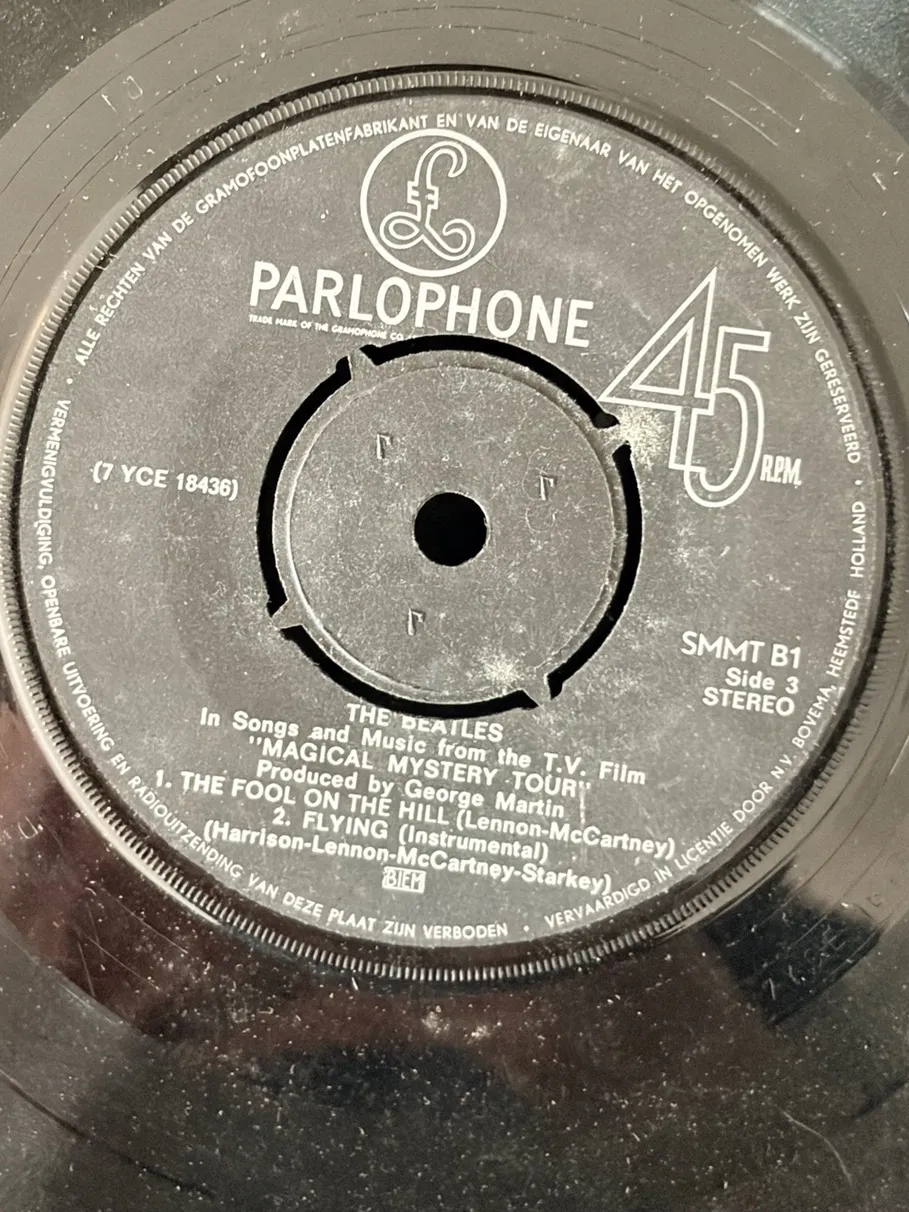 ALLE RECHTEN VAN DE GRAMOFOONPLATENFABRIKANT EN VAN DE EIGENAAR VAN HET OPGENOMEN WERK ZIJN GERESERVEERD •
£
PARLOPHONE
TRADE MARK OF THE GRAMOPHONE CO.
45
R.P.M.
(7 YCE 18436)
SMMT B1
Side 3
STEREO
THE BEATLES
In Songs and Music from the T.V. Film
"MAGICAL MYSTERY TOUR"
Produced by George Martin
1. THE FOOL ON THE HILL (Lennon-McCartney)
2. FLYING (Instrumental)
(Harrison-Lennon-McCartney-Starkey)
BIEM
• VERMENIGVULDIGING, OPENBARE UITVOERING EN RADIOUITZENDING VAN DEZE PLAAT ZIJN VERBODEN •
VERVAARDIGD IN LICENTIE DOOR N.V. BOVEMA, HEEMSTEDE HOLLAND